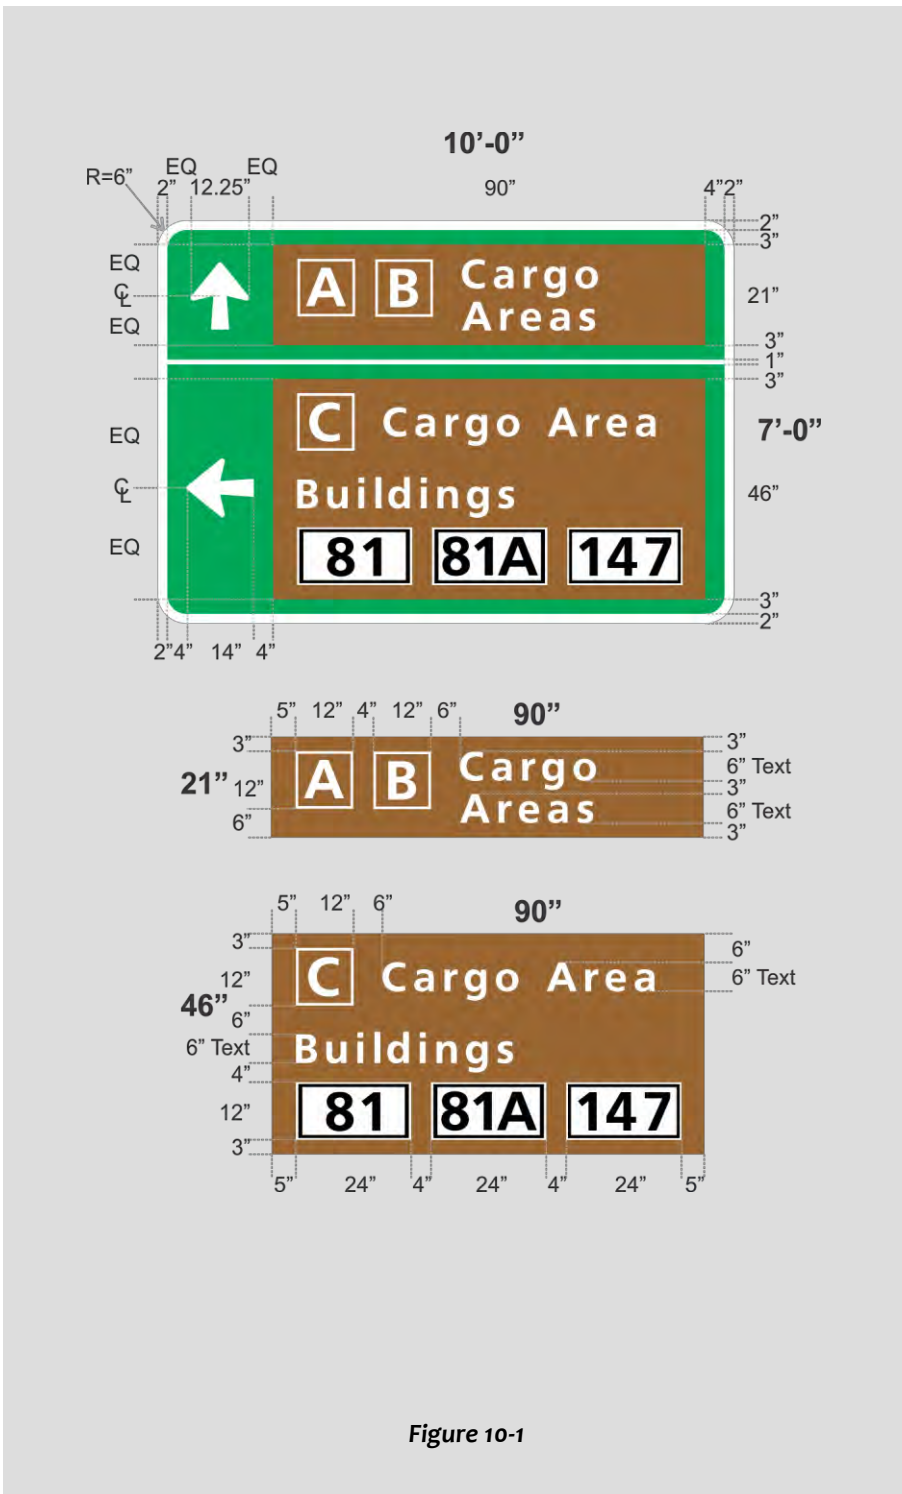 10’-0”
EQ EQ
R=6” 2” 12.25” 90” 4” 2”
2”
3”
EQ
A B Cargo
Areas
℄ 21”
EQ
3”
1”
3”
C Cargo Area
EQ 7’-0”
℄ Buildings 46”
EQ 81 81A 147
3”
2”
2” 4” 14” 4”
5” 12” 4” 12” 6” 90”
3” 3”
A B Cargo 6” Text
21” 12” 3”
Areas 6” Text
6” 3”
5” 12” 6” 90”
3” 6”
12” C Cargo Area 6” Text
46”
6”
6” Text Buildings
4”
12” 81 81A 147
3”
5” 24” 4” 24” 4” 24” 5”
Figure 10-1